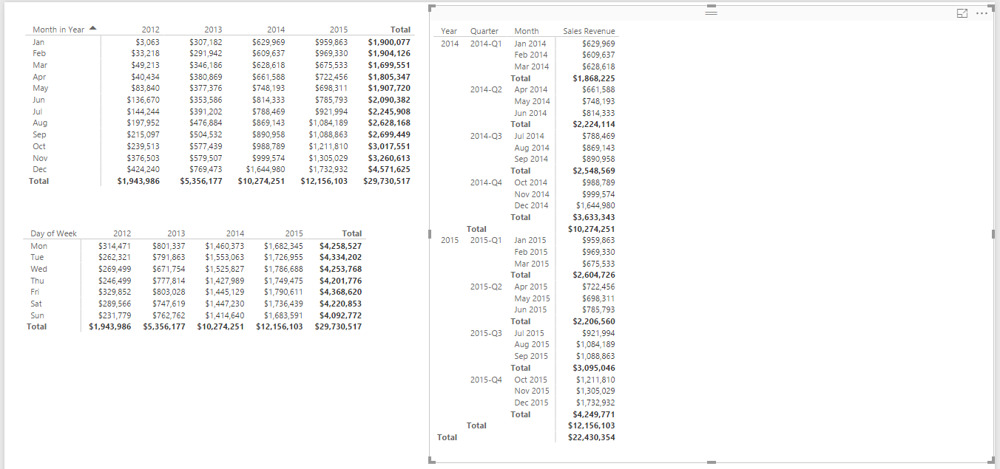 Month in Year 2012 2013 2014 2015 Total
Jan $3,063 $307,182 $629,969 $959,863 $1,900,077
Feb $33,218 $291,942 $609,637 $969,330 $1,904,126
Mar $49,213 $346,186 $628,618 $675,533 $1,699,551
Apr $40,434 $380,869 $661,588 $722,456 $1,805,347
May $83,840 $377,376 $748,193 $698,311 $1,907,720
Jun $136,670 $353,586 $814,333 $785,793 $2,090,382
Jul $144,244 $391,202 $788,469 $921,994 $2,245,908
Aug $197,952 $476,884 $869,143 $1,084,189 $2,628,168
Sep $215,097 $504,532 $890,958 $1,088,863 $2,699,449
Oct $239,513 $577,439 $988,789 $1,211,810 $3,017,551
Nov $376,503 $579,507 $999,574 $1,305,029 $3,260,613
Dec $424,240 $769,473 $1,644,980 $1,732,932 $4,571,625
Total $1,943,986 $5,356,177 $10,274,251 $12,156,103 $29,730,517
Day of Week 2012 2013 2014 2015 Total
Mon $314,471 $801,337 $1,460,373 $1,682,345 $4,258,527
Tue $262,321 $791,863 $1,553,063 $1,726,955 $4,334,202
Wed $269,499 $671,754 $1,525,827 $1,786,688 $4,253,768
Thu $246,499 $777,814 $1,427,989 $1,749,475 $4,201,776
Fri $329,852 $803,028 $1,445,129 $1,790,611 $4,368,620
Sat $289,566 $747,619 $1,447,230 $1,736,439 $4,220,853
Sun $231,779 $762,762 $1,414,640 $1,683,591 $4,092,772
Total $1,943,986 $5,356,177 $10,274,251 $12,156,103 $29,730,517
Year Quarter Month Sales Revenue
2014 2014-Q1 Jan 2014 $629,969
Feb 2014 $609,637
Mar 2014 $628,618
Total $1,868,225
2014-Q2 Apr 2014 $661,588
May 2014 $748,193
Jun 2014 $814,333
Total $2,224,114
2014-Q3 Jul 2014 $788,469
Aug 2014 $869,143
Sep 2014 $890,958
Total $2,548,569
2014-Q4 Oct 2014 $988,789
Nov 2014 $999,574
Dec 2014 $1,644,980
Total $3,633,343
Total $10,274,251
2015 2015-Q1 Jan 2015 $959,863
Feb 2015 $969,330
Mar 2015 $675,533
Total $2,604,726
2015-Q2 Apr 2015 $722,456
May 2015 $698,311
Jun 2015 $785,793
Total $2,206,560
2015-Q3 Jul 2015 $921,994
Aug 2015 $1,084,189
Sep 2015 $1,088,863
Total $3,095,046
2015-Q4 Oct 2015 $1,211,810
Nov 2015 $1,305,029
Dec 2015 $1,732,932
Total $4,249,771
Total $12,156,103
Total $22,430,354